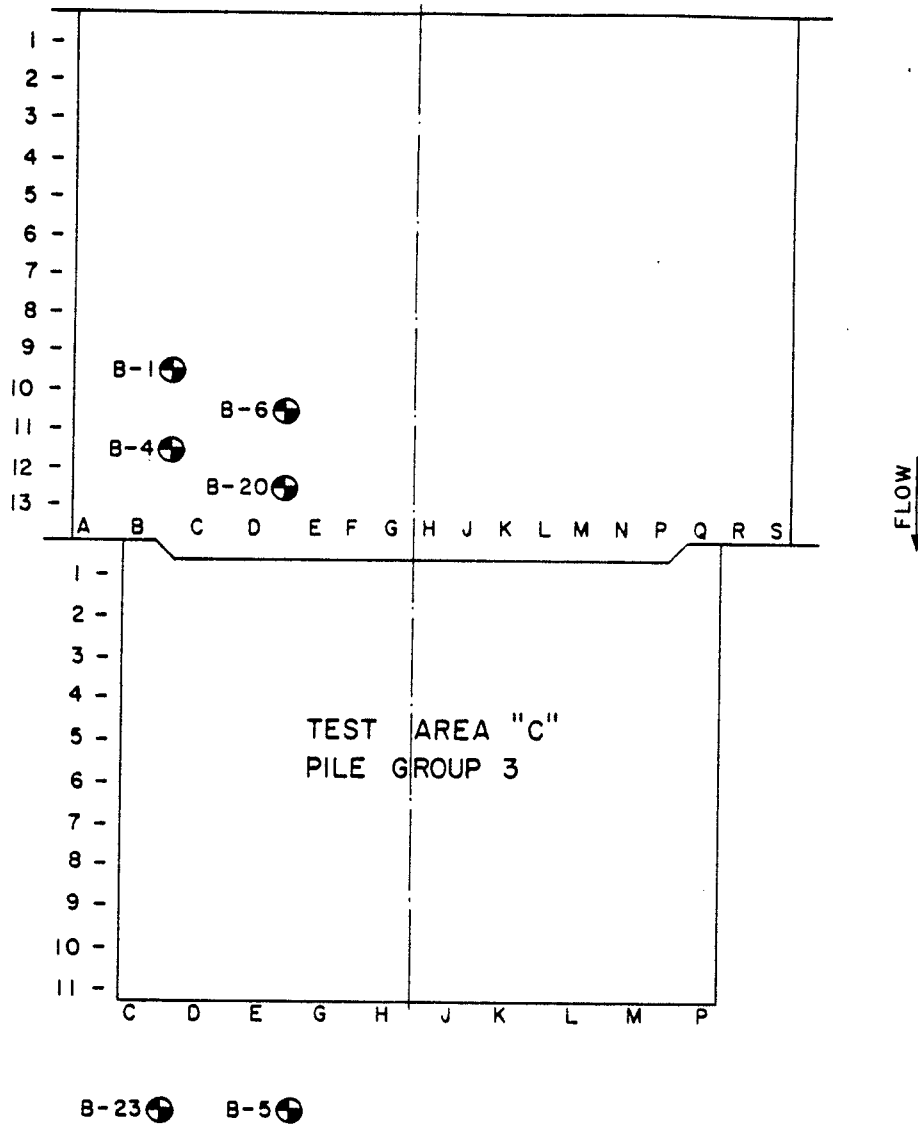 1 -
2 -
3 -
4 -
5 -
6 -
7 -
8 -
9 -
B-1
10 -
B-6
11 -
B-4
12 -
B-20
13 -
A B C D E F G H J K L M N P Q R S
FLOW
1 -
2 -
3 -
4 -
TEST AREA "C"
5 -
PILE GROUP 3
6 -
7 -
8 -
9 -
10 -
11 -
C D E G H J K L M P
B-23 B-5